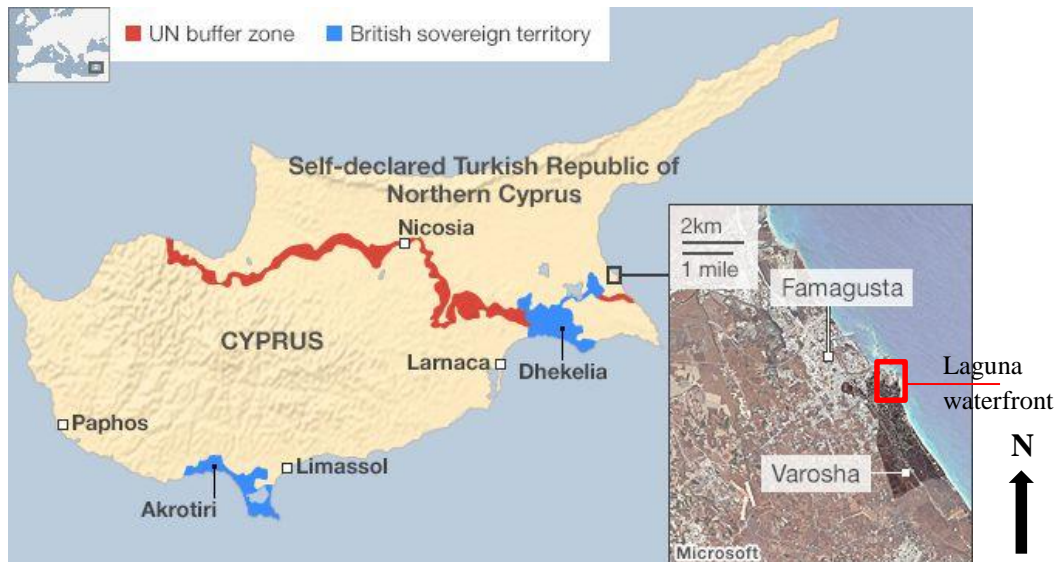 UN buffer zone
British sovereign territory
Self-declared Turkish Republic of
Northern Cyprus
Nicosia
2km
1 mile
Famagusta
CYPRUS
Larnaca
Dhekelia
Laguna
waterfront
Paphos
N
Limassol
Varosha
Akrotiri
Microsoft